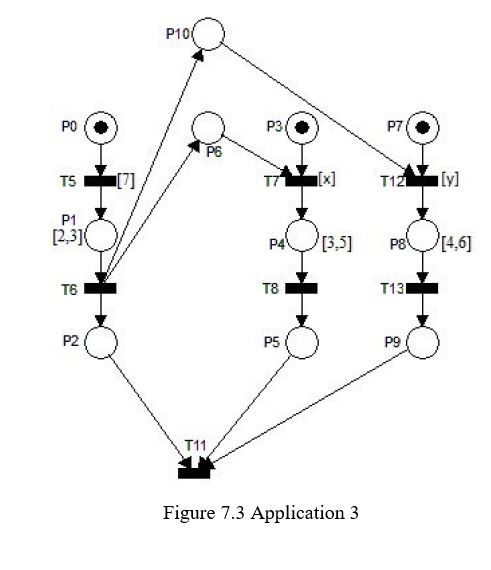 P10
P0 P3 P7
P6
T5 [7] T7 [x] T12 [y]
P1
[2,3] P4 [3,5] P8 [4,6]
T6 T8 T13
P2 P5 P9
T11
Figure 7.3 Application 3